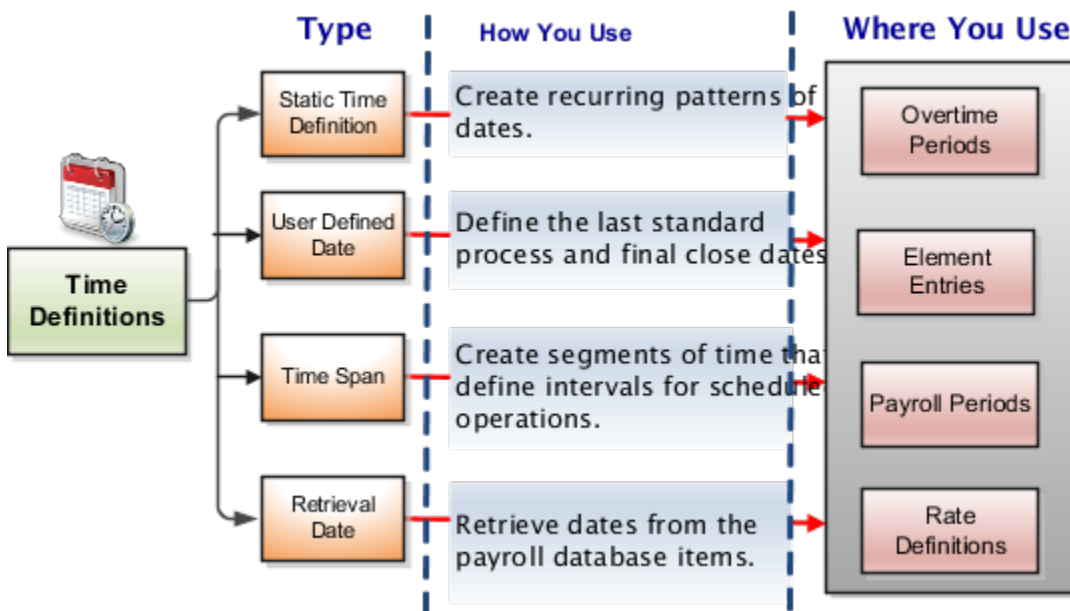 Type
How You Use
Where You Use
Static Time
Definition
Create recurring patterns of
dates.
Overtime
Periods
User Defined
Date
Define the last standard
process and final close dates
Element
Entries
Time
Definitions
Time Span
Create segments of time that
define intervals for schedule
operations.
Payroll Periods
Retrieval
Date
Retrieve dates from the
payroll database items.
Rate
Definitions